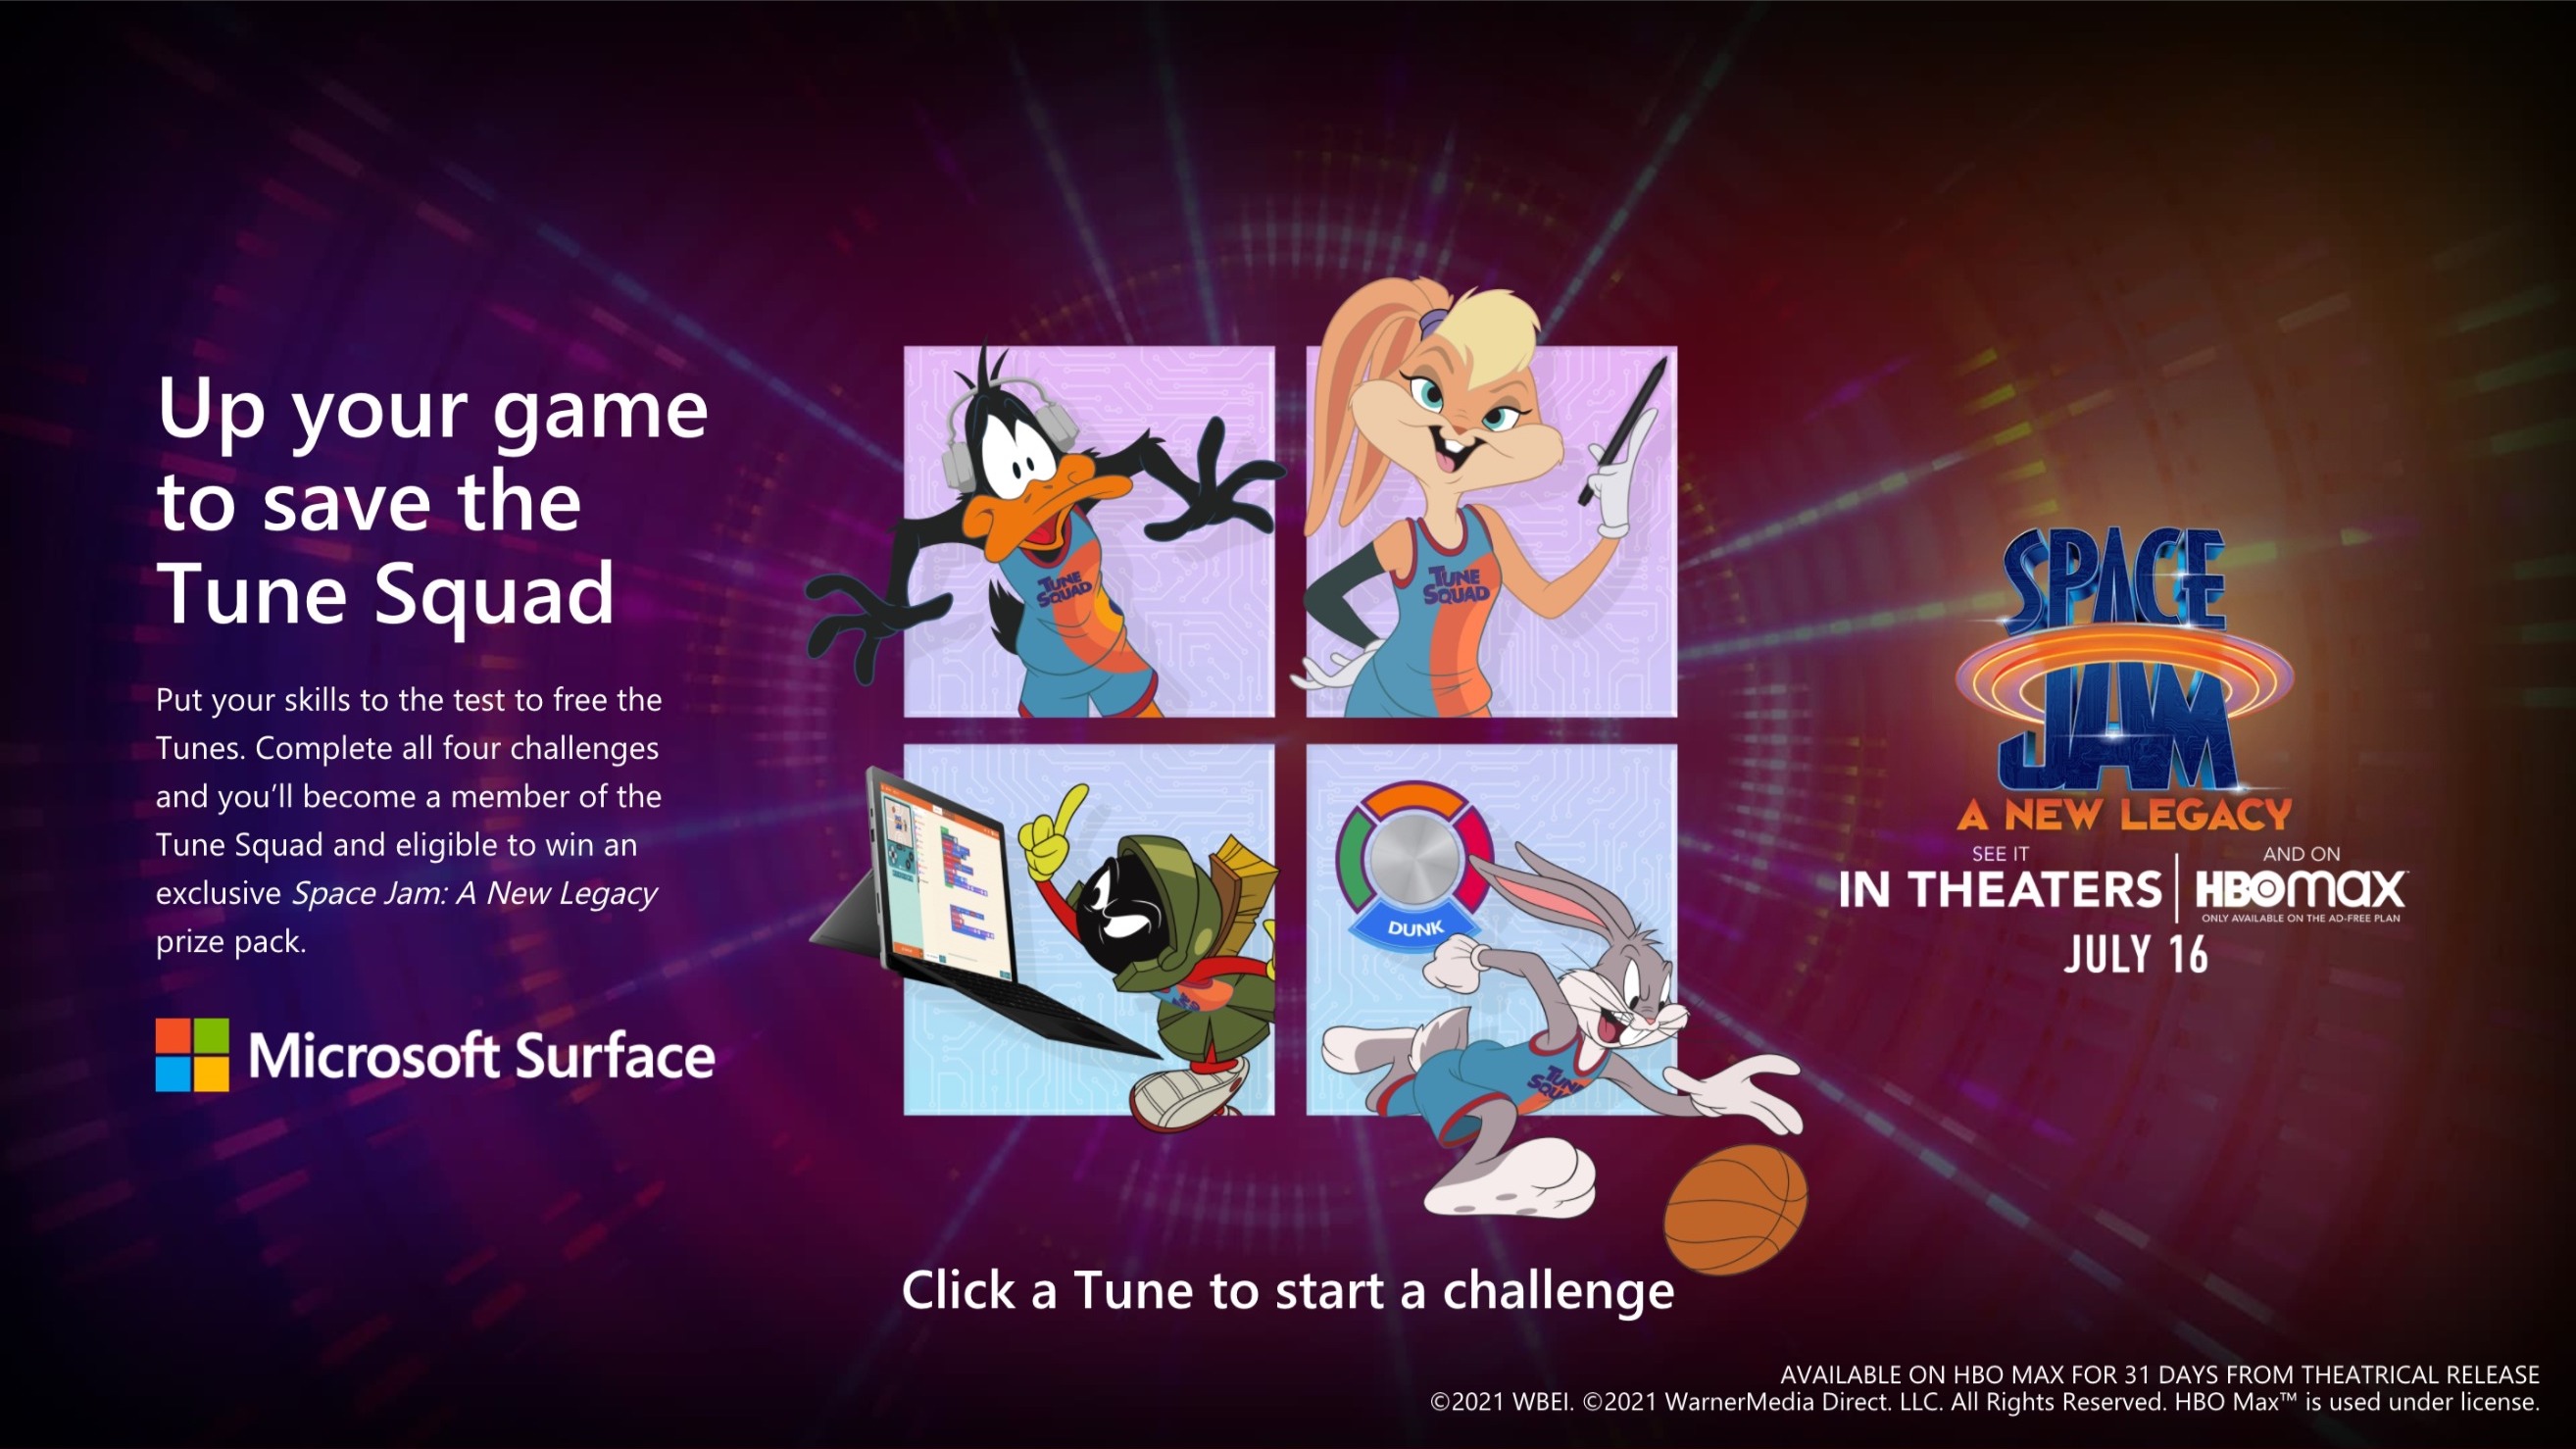 Up your game
to save the
Tune Squad
Put your skills to the test to free the
Tunes. Complete all four challenges
and you’ll become a member of the
Tune Squad and eligible to win an
exclusive Space Jam: A New Legacy
prize pack.
Microsoft Surface
TUNE
SQUAD
TUNE
SQUAD
DUNK
Click a Tune to start a challenge
SPACE
JAM
A NEW LEGACY
SEE IT
IN THEATERS
AND ON
HBOmax
ONLY AVAILABLE ON THE AD-FREE PLAN
JULY 16
AVAILABLE ON HBO MAX FOR 31 DAYS FROM THEATRICAL RELEASE
©2021 WBEI. ©2021 WarnerMedia Direct. LLC. All Rights Reserved. HBO Max™ is used under license.